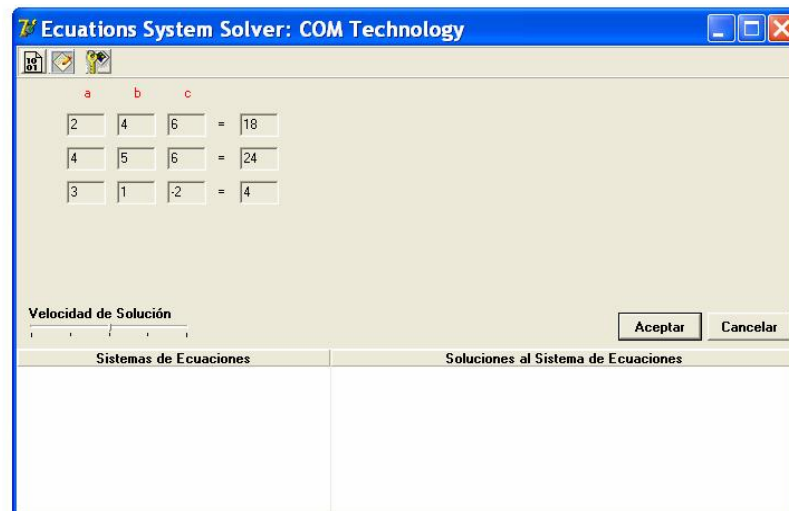 Ecuations System Solver: COM Technology
a b c
2 4 6 = 18
4 5 6 = 24
3 1 -2 = 4
Velocidad de Solución
Aceptar Cancelar
Sistemas de Ecuaciones Soluciones al Sistema de Ecuaciones